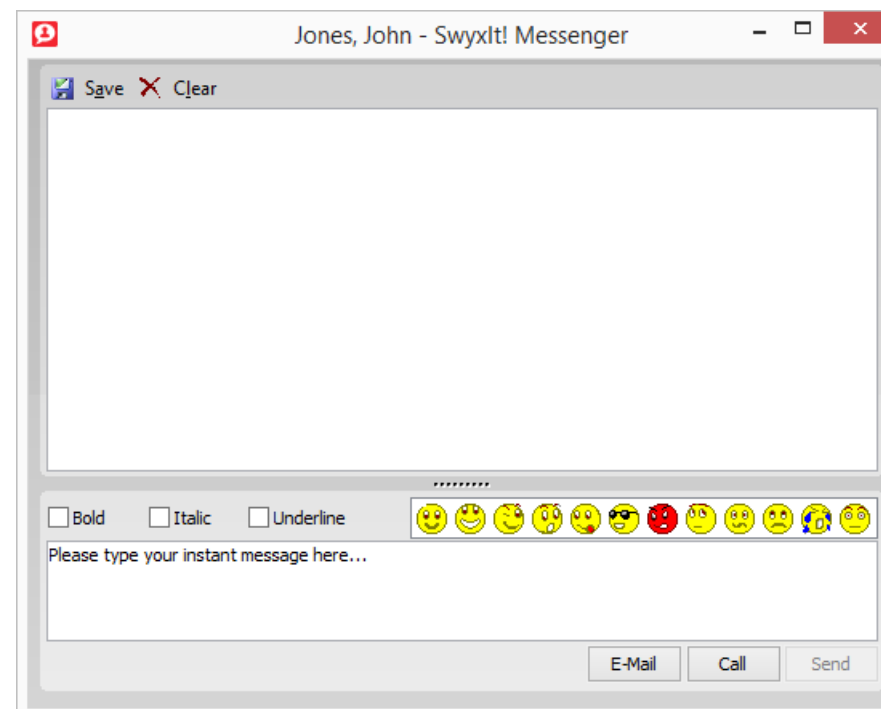 Jones, John - SwyxIt! Messenger
Save Clear
Bold Italic Underline
Please type your instant message here...
E-Mail Call Send